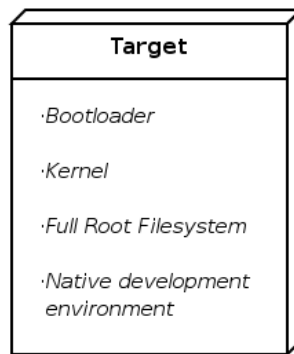 Target
·Bootloader
·Kernel
·Full Root Filesystem
·Native development
environment